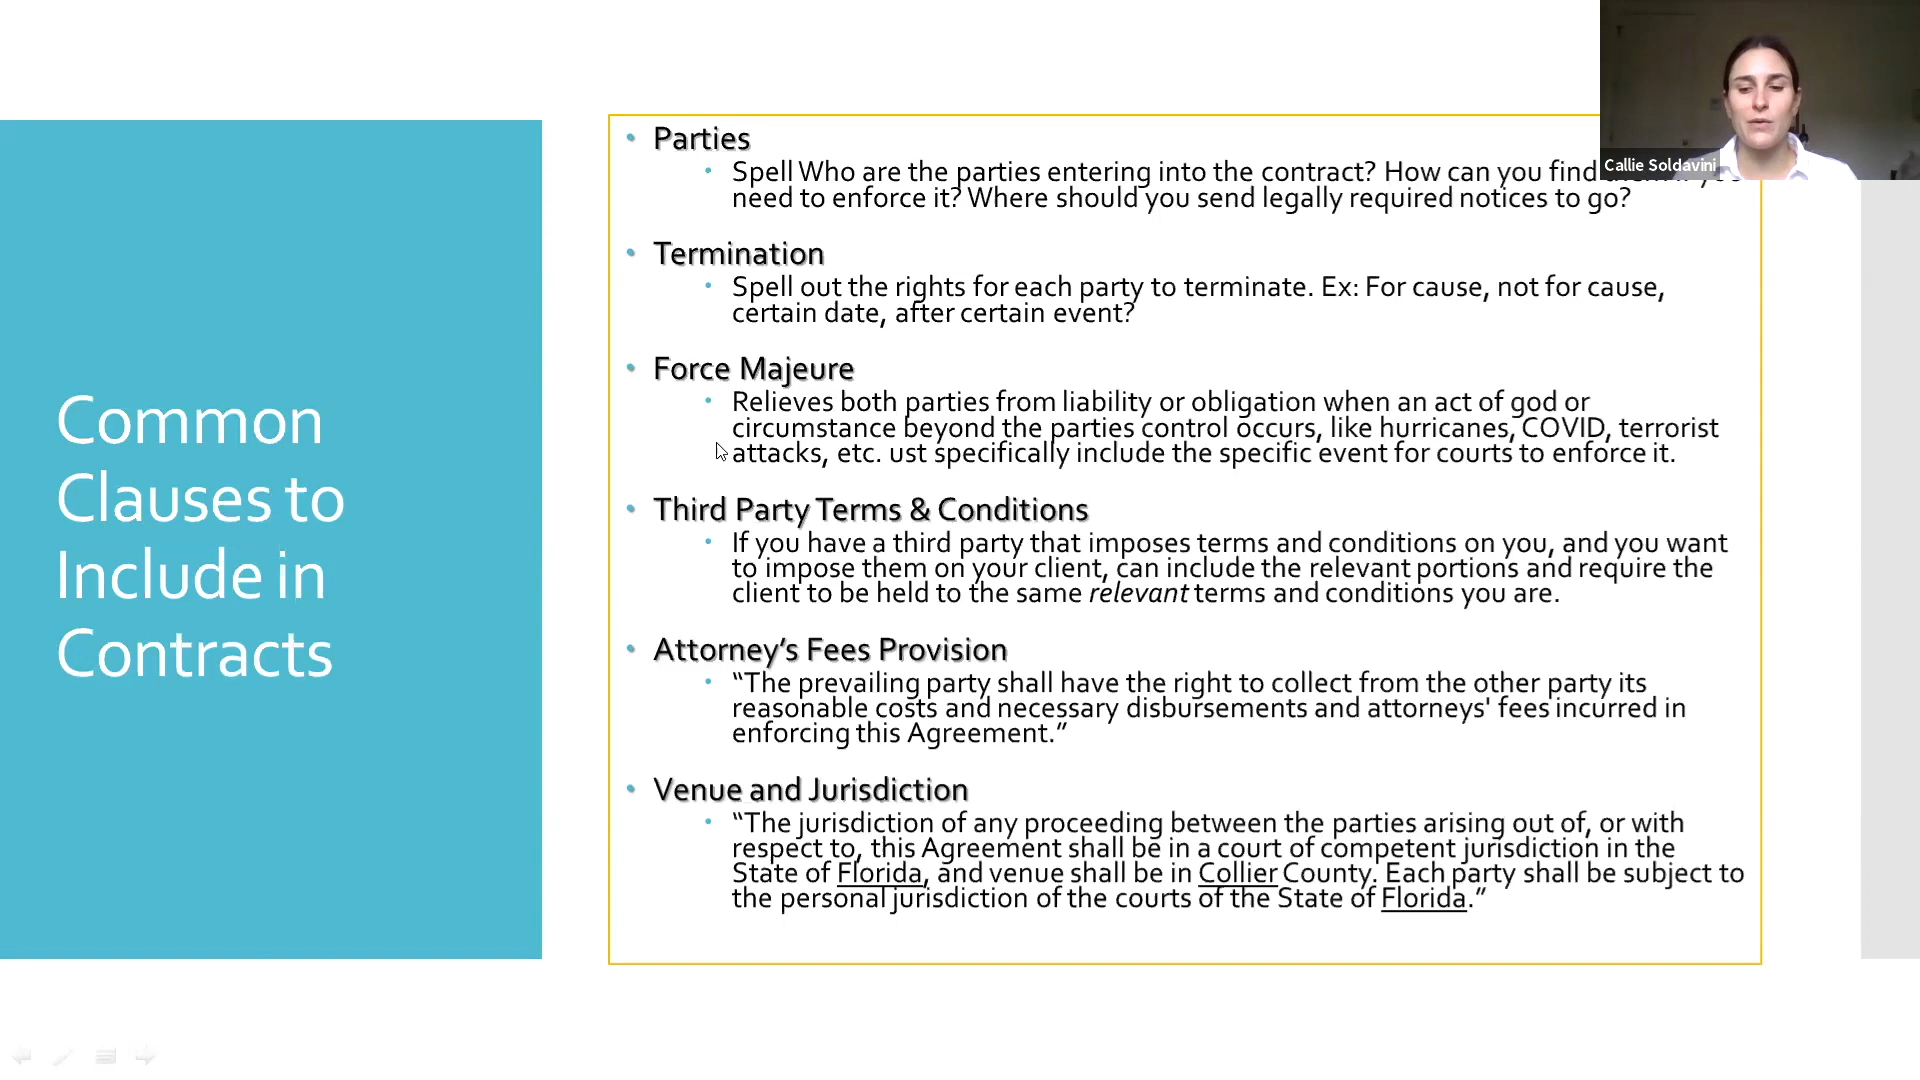 Common
Clauses to
Include in
Contracts
Parties
Spell Who are the parties entering into the contract? How can you find
need to enforce it? Where should you send legally required notices to go?
Termination
Spell out the rights for each party to terminate. Ex: For cause, not for cause,
certain date, after certain event?
Force Majeure
Relieves both parties from liability or obligation when an act of god or
circumstance beyond the parties control occurs, like hurricanes, COVID, terrorist
attacks, etc. ust specifically include the specific event for courts to enforce it.
Third Party Terms & Conditions
If you have a third party that imposes terms and conditions on you, and you want
to impose them on your client, can include the relevant portions and require the
client to be held to the same relevant terms and conditions you are.
Attorney’s Fees Provision
“The prevailing party shall have the right to collect from the other party its
reasonable costs and necessary disbursements and attorneys' fees incurred in
enforcing this Agreement.”
Venue and Jurisdiction
“The jurisdiction of any proceeding between the parties arising out of, or with
respect to, this Agreement shall be in a court of competent jurisdiction in the
State of Florida, and venue shall be in Collier County. Each party shall be subject to
the personal jurisdiction of the courts of the State of Florida.”
Callie Soldavini